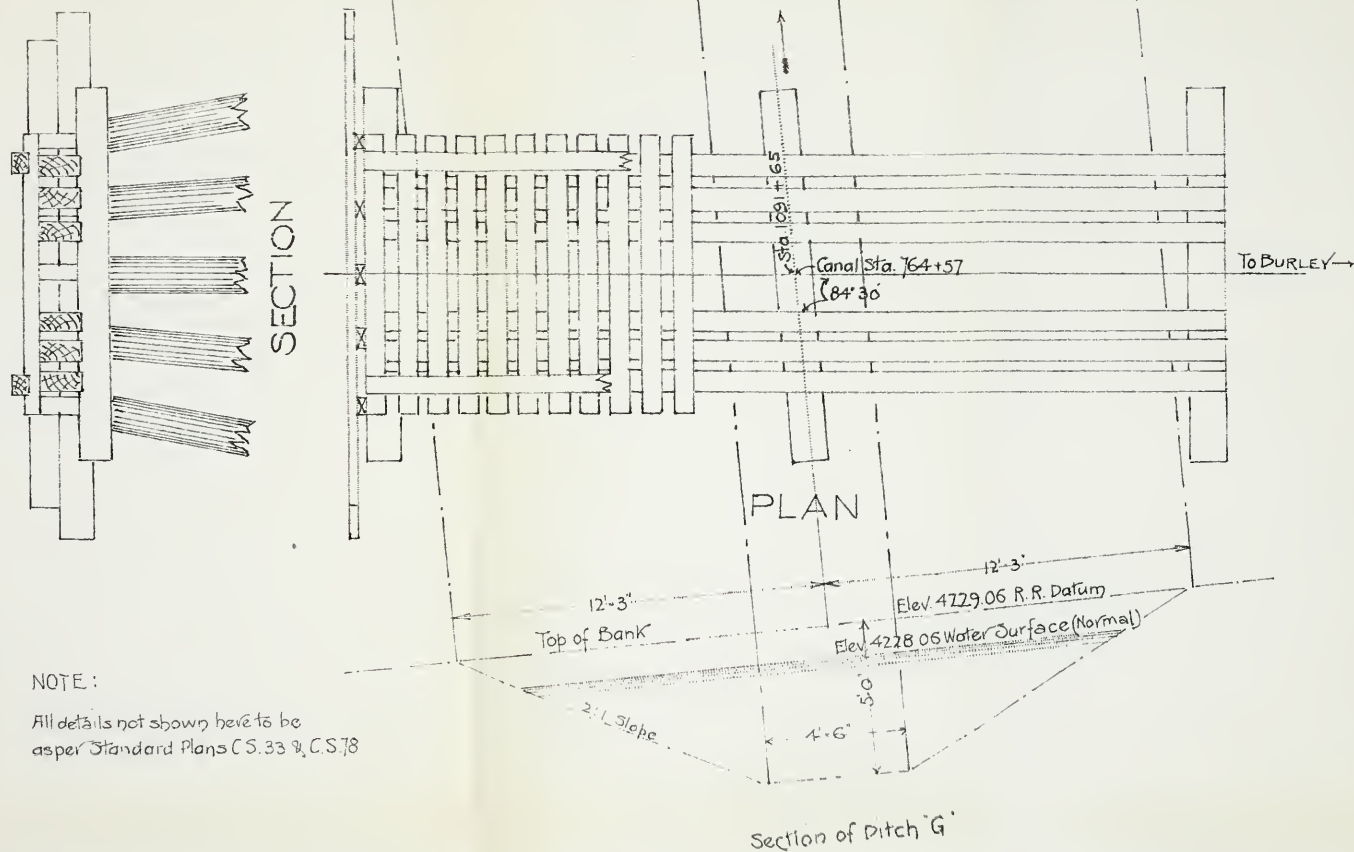 SECTION
Sta. 1091+65
Canal Sta. 764+57
84°30'
To BURLEY
PLAN
12'-3"
12'-3"
Elev. 4229.06 R.R. Datum
Top of Bank
Elev. 4228.06 Water Surface (Normal)
5'0"
2:1 Slope
4'-6"
NOTE:
All details not shown here to be
as per Standard Plans C.S.33 & C.S.78
Section of Ditch "G"